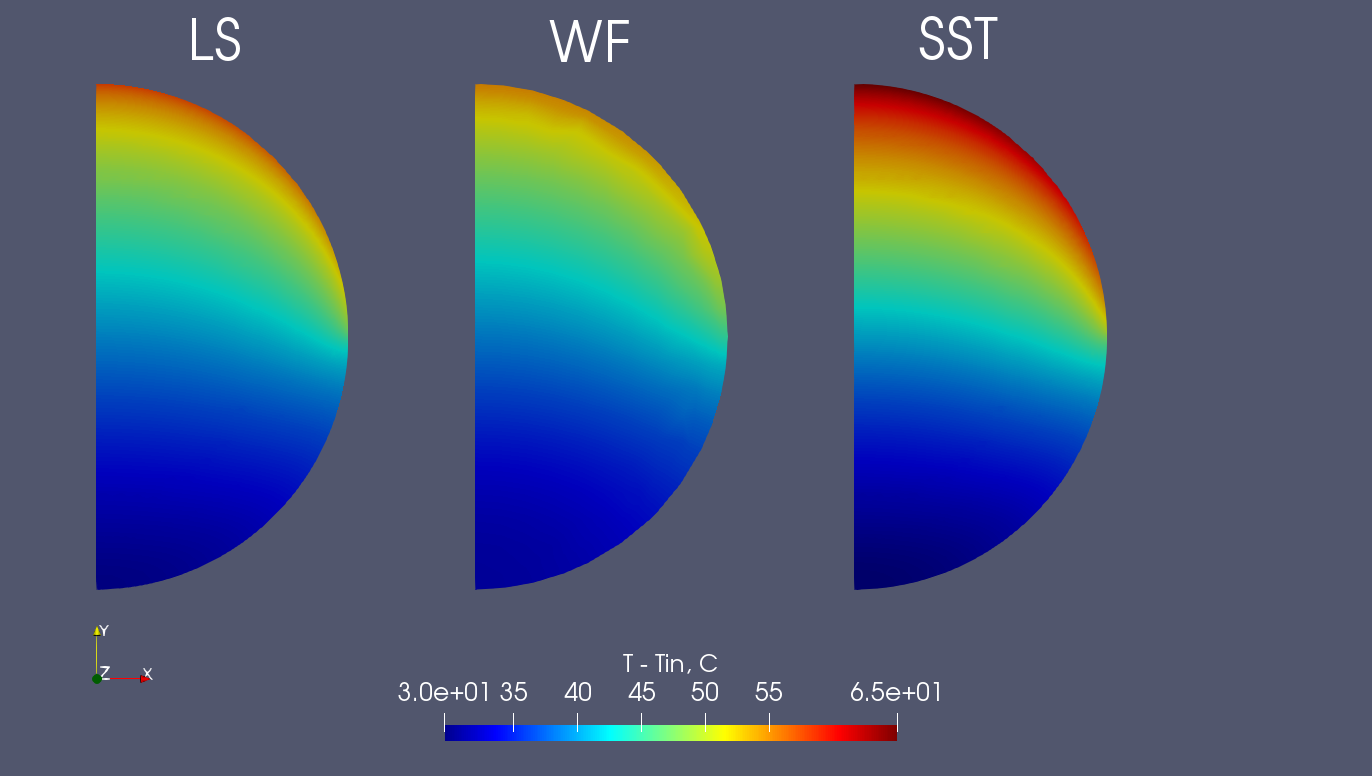 LS WF SST
Y
Z X
T - Tin, C
3.0e+01 35 40 45 50 55 6.5e+01